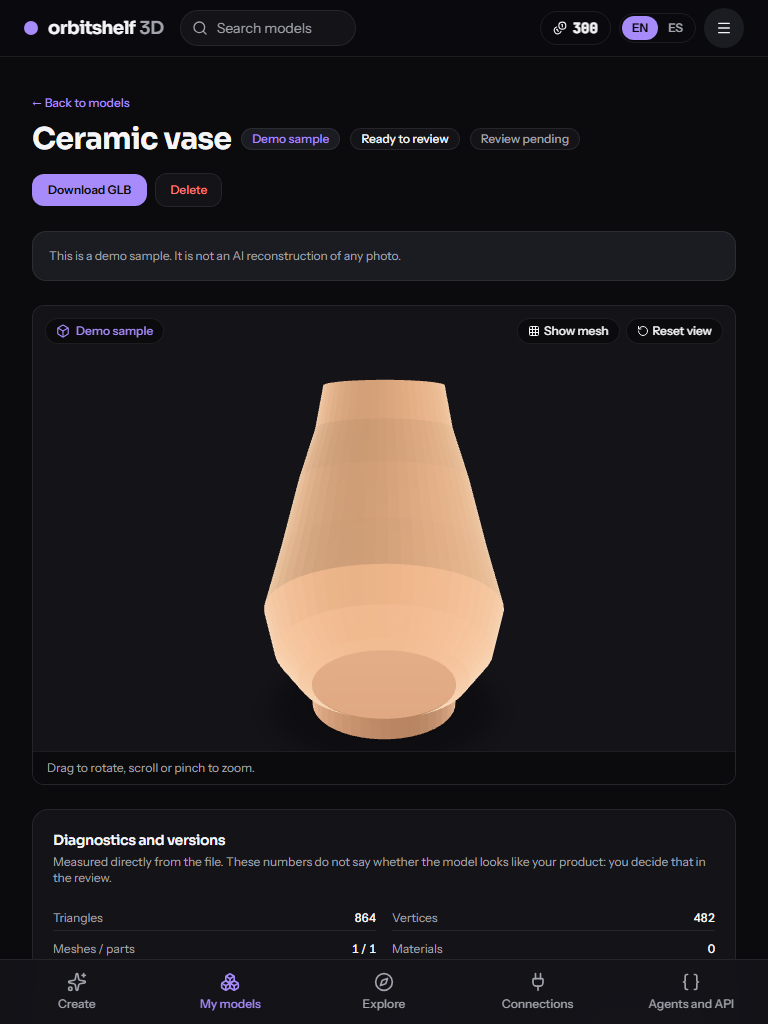 orbitshelf 3D
Search models
300
EN
ES
← Back to models
Ceramic vase
Demo sample
Ready to review
Review pending
Download GLB
Delete
This is a demo sample. It is not an AI reconstruction of any photo.
Demo sample
Show mesh
Reset view
Drag to rotate, scroll or pinch to zoom.
Diagnostics and versions
Measured directly from the file. These numbers do not say whether the model looks like your product: you decide that in
the review.
Triangles 864
Vertices 482
Meshes / parts 1 / 1
Materials 0
Create
My models
Explore
Connections
Agents and API